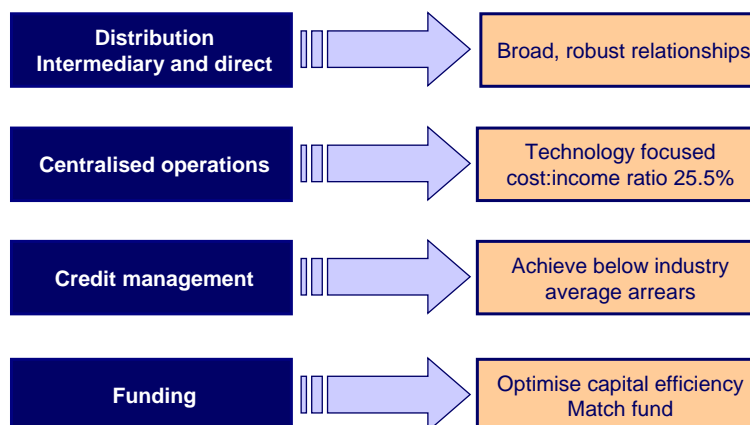 Distribution
Intermediary and direct
Broad, robust relationships
Centralised operations
Technology focused
cost:income ratio 25.5%
Credit management
Achieve below industry
average arrears
Funding
Optimise capital efficiency
Match fund